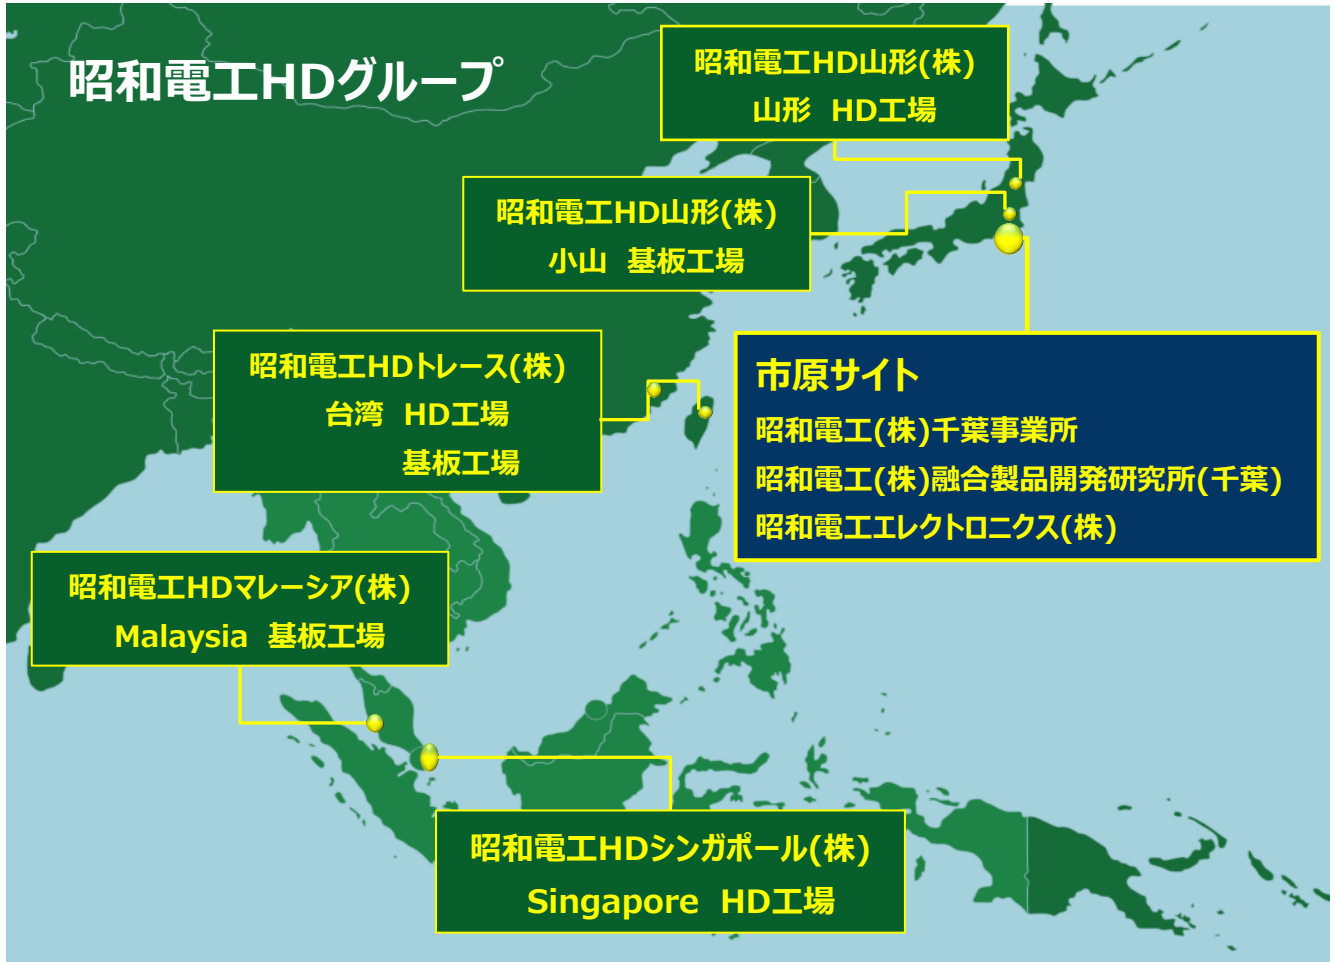 昭和電工HDグループ
昭和電工HD山形(株)
山形 HD工場
昭和電工HD山形(株)
小山 基板工場
昭和電工HDトレース(株)
台湾 HD工場
基板工場
市原サイト
昭和電工(株)千葉事業所
昭和電工(株)融合製品開発研究所(千葉)
昭和電工エレクトロニクス(株)
昭和電工HDマレーシア(株)
Malaysia 基板工場
昭和電工HDシンガポール(株)
Singapore HD工場